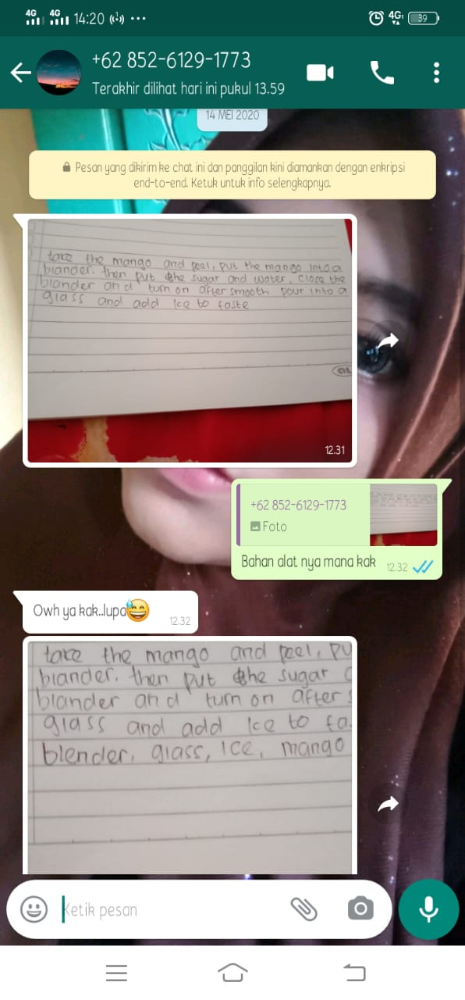 4G 4G 14:20 4G 39
+62 852-6129-1773
Terakhir dilihat hari ini pukul 13.59
14 MEI 2020
Pesan yang dikirim ke chat ini dan panggilan kini diamankan dengan enkripsi
end-to-end. Ketuk untuk info selengkapnya.
take the mango and peel, put the mango into a
blander. then put the sugar and water, close the
blander and turn on after smooth pour into a
glass and add ice to taste
12.31
+62 852-6129-1773
Foto
Bahan alat nya mana kak 12.32
Owh ya kak..lupa
12.32
take the mango and peel, pu
blander. then put the sugar
blander and turn on after
glass and add ice to ta
blender, glass, ice, mango
Ketik pesan